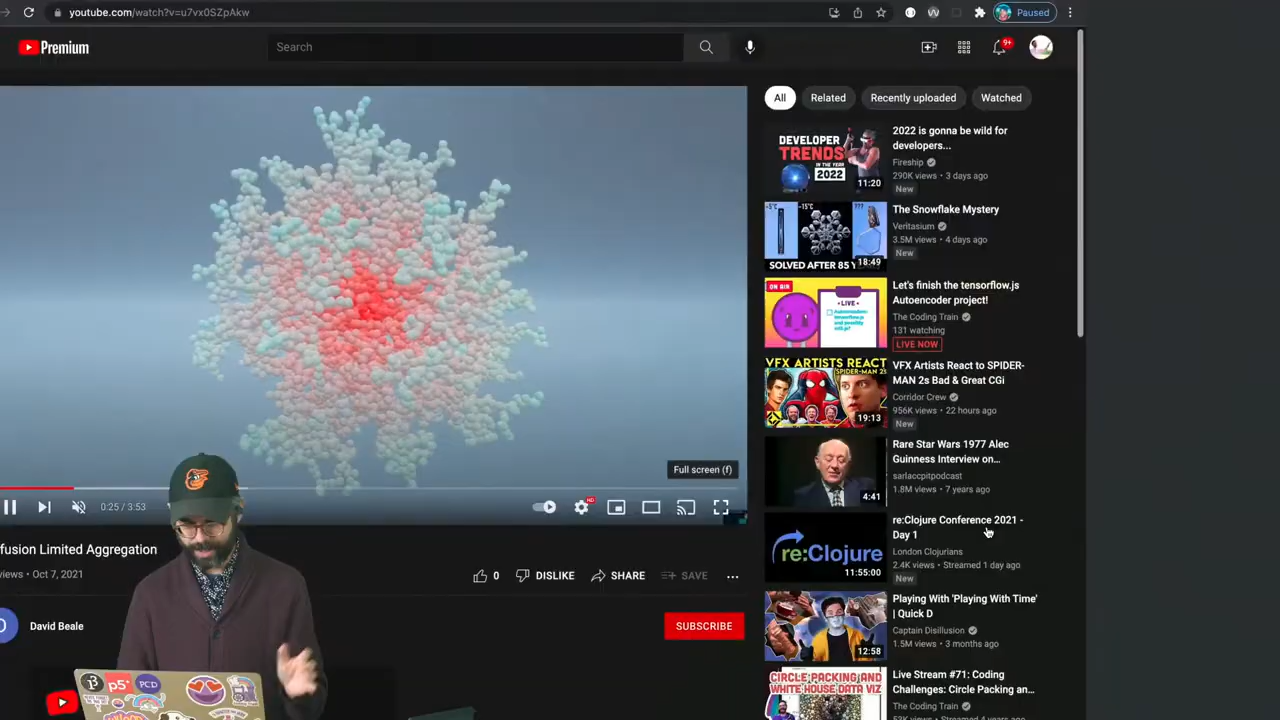 youtube.com/watch?v=u7vx0SZpAkw
Paused
Premium
Search
9+
All
Related
Recently uploaded
Watched
DEVELOPER
TRENDS
IN THE YEAR
2022
11:20
2022 is gonna be wild for
developers...
Fireship
290K views • 3 days ago
New
+5°C
-15°C
???
SOLVED AFTER 85 Y
18:49
The Snowflake Mystery
Veritasium
3.5M views • 4 days ago
New
ON AIR
• LIVE •
Let's finish the tensorflow.js
Autoencoder project!
The Coding Train
131 watching
LIVE NOW
VFX ARTISTS REACT
SPIDER-MAN 2s
19:13
VFX Artists React to SPIDER-
MAN 2s Bad & Great CGi
Corridor Crew
956K views • 22 hours ago
New
4:41
Rare Star Wars 1977 Alec
Guinness Interview on...
sarlaccpitpodcast
1.8M views • 7 years ago
re:Clojure
11:55:00
re:Clojure Conference 2021 -
Day 1
London Clojurians
2.4K views • Streamed 1 day ago
New
12:58
Playing With 'Playing With Time'
| Quick D
Captain Disillusion
1.5M views • 3 months ago
CIRCLE PACKING AND
WHITE HOUSE DATA VIZ
Live Stream #71: Coding
Challenges: Circle Packing an...
The Coding Train
Full screen (f)
HD
0:25 / 3:53
fusion Limited Aggregation
views • Oct 7, 2021
0
DISLIKE
SHARE
SAVE
David Beale
SUBSCRIBE
p5*
PCD